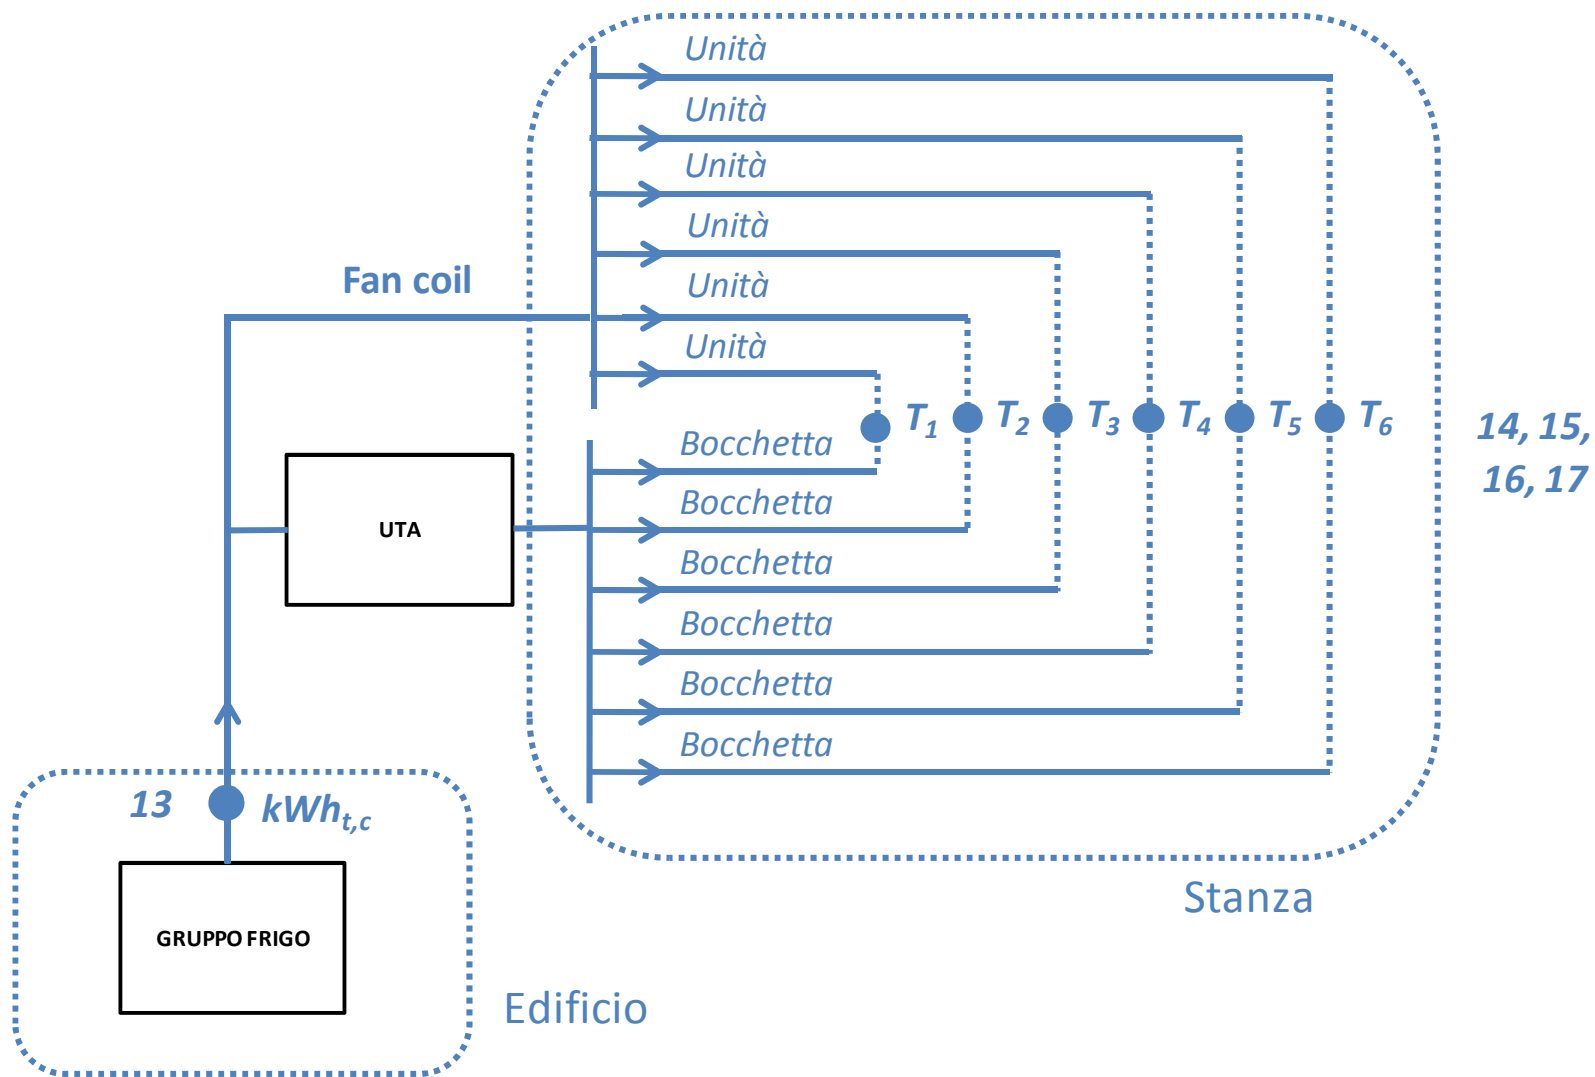 Unità
Unità
Unità
Unità
Fan coil
Unità
Unità
T1 T2 T3 T4 T5 T6
14, 15,
16, 17
Bocchetta
Bocchetta
UTA
Bocchetta
Bocchetta
Bocchetta
Bocchetta
13
kWht,c
Stanza
GRUPPO FRIGO
Edificio